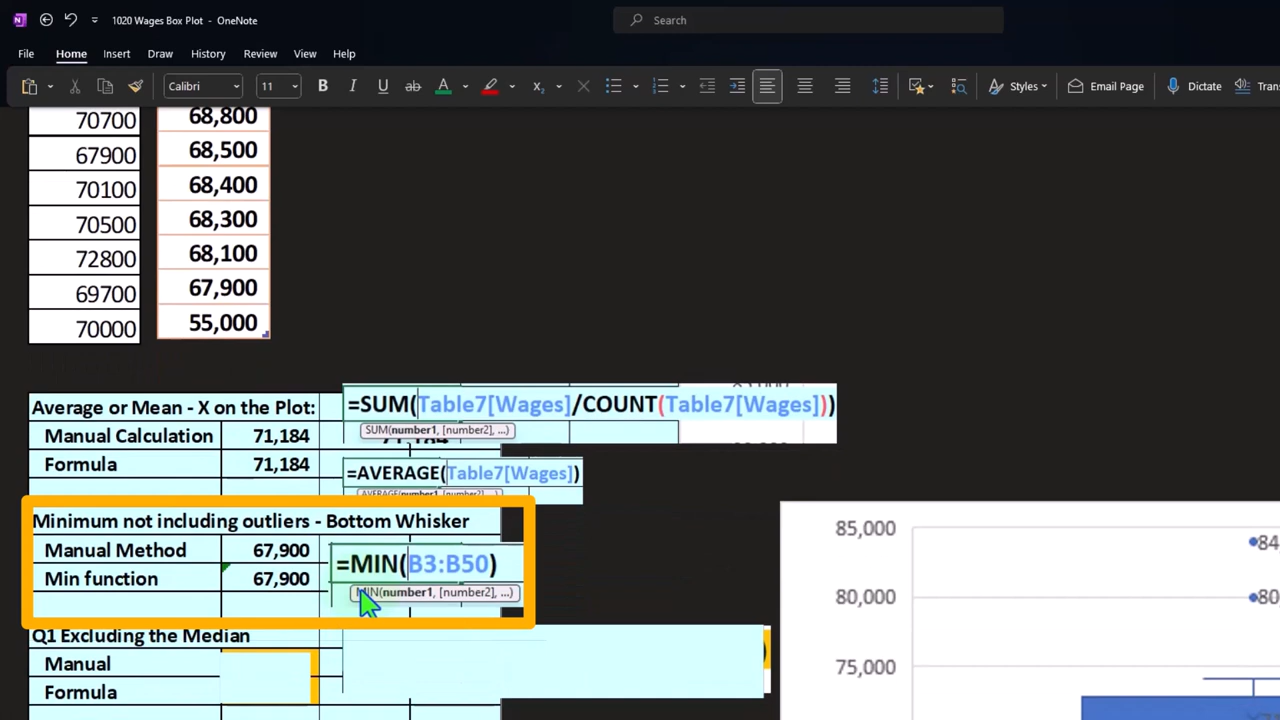 1020 Wages Box Plot - OneNote
Search
File Home Insert Draw History Review View Help
Calibri 11 B I U ab A x₂ Styles Email Page Dictate
70700 68,800
67900 68,500
70100 68,400
70500 68,300
72800 68,100
69700 67,900
70000 55,000
Average or Mean - X on the Plot: =SUM(Table7[Wages]/COUNT(Table7[Wages]))
Manual Calculation 71,184 SUM(number1, [number2], ...)
Formula 71,184 =AVERAGE(Table7[Wages])
AVERAGE(number1, [number2], ...)
Minimum not including outliers - Bottom Whisker
Manual Method 67,900 =MIN(B3:B50)
Min function 67,900 MIN(number1, [number2], ...)
Q1 Excluding the Median
Manual
Formula
85,000
80,000
75,000